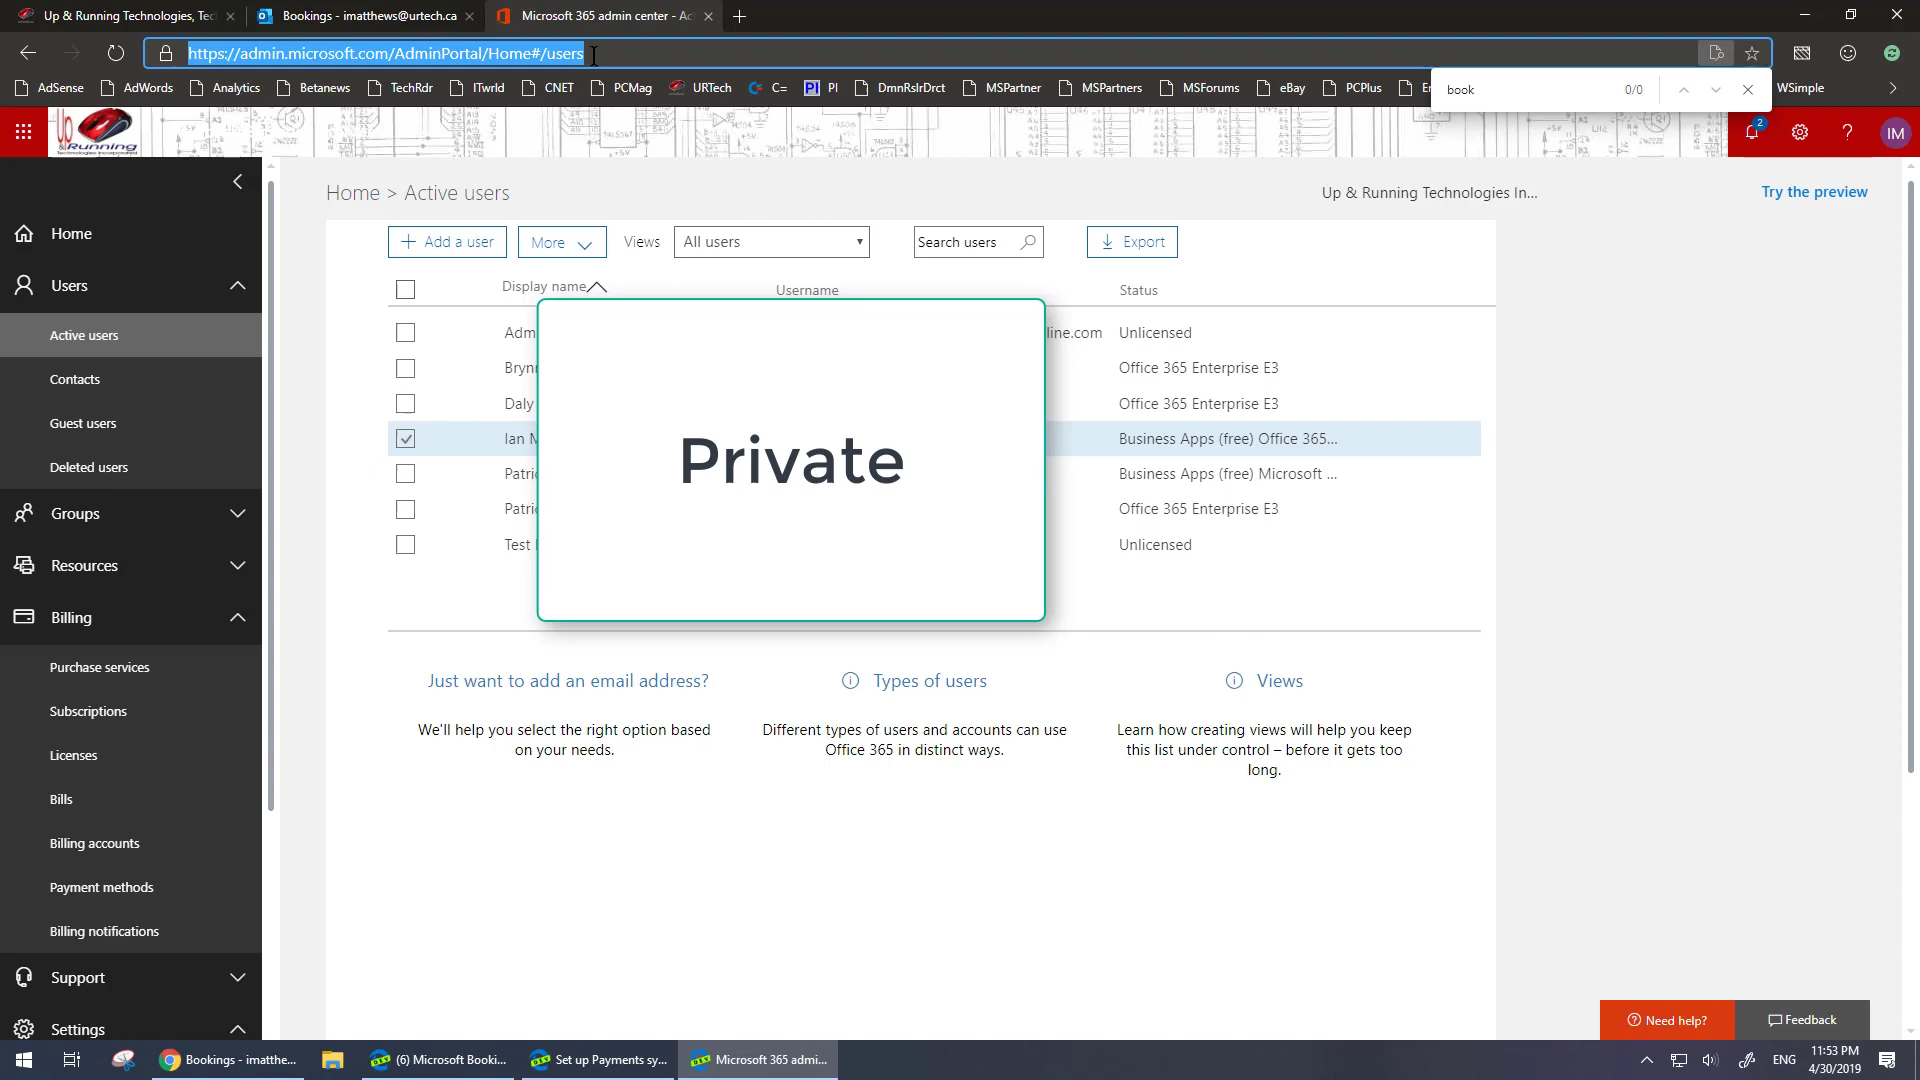 Up & Running Technologies, Tec
Bookings - imatthews@urtech.ca
Microsoft 365 admin center - Ac
https://admin.microsoft.com/AdminPortal/Home#/users
AdSense
AdWords
Analytics
Betanews
TechRdr
ITwrld
CNET
PCMag
URTech
C=
PI
DmnRslrDrct
MSPartner
MSPartners
MSForums
eBay
PCPlus
WSimple
book
0/0
Up
& Running
Technologies Incorporated
2
?
IM
Home > Active users
Up & Running Technologies In...
Try the preview
Home
Users
Active users
Contacts
Guest users
Deleted users
Groups
Resources
Billing
Purchase services
Subscriptions
Licenses
Bills
Billing accounts
Payment methods
Billing notifications
Support
Settings
Add a user
More
Views
All users
Search users
Export
Display name
Username
Status
Adm
line.com
Unlicensed
Bryn
Office 365 Enterprise E3
Daly
Office 365 Enterprise E3
Ian M
Business Apps (free) Office 365...
Patric
Business Apps (free) Microsoft ...
Patric
Office 365 Enterprise E3
Test
Unlicensed
Private
Just want to add an email address?
We'll help you select the right option based
on your needs.
Types of users
Different types of users and accounts can use
Office 365 in distinct ways.
Views
Learn how creating views will help you keep
this list under control – before it gets too
long.
Need help?
Feedback
Bookings - imatthe...
(6) Microsoft Booki...
Set up Payments sy...
Microsoft 365 admi...
ENG
11:53 PM
4/30/2019